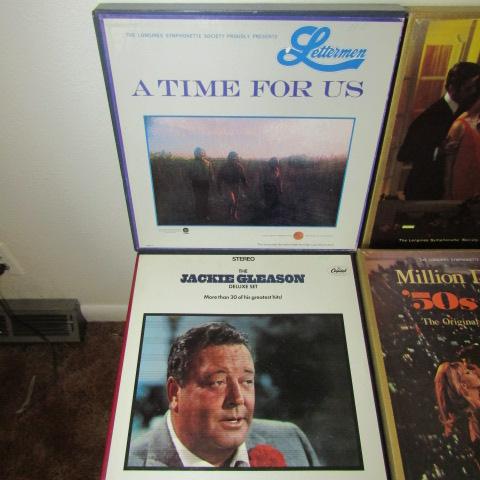 THE LONGINES SYMPHONETTE SOCIETY PROUDLY PRESENTS
Lettermen
A TIME FOR US
The Longines Symphonette Society
STEREO
Capitol
THE
JACKIE GLEASON
DELUXE SET
More than 30 of his greatest hits!
THE LONGINES SYMPHONETTE
Million
'50s
The Original